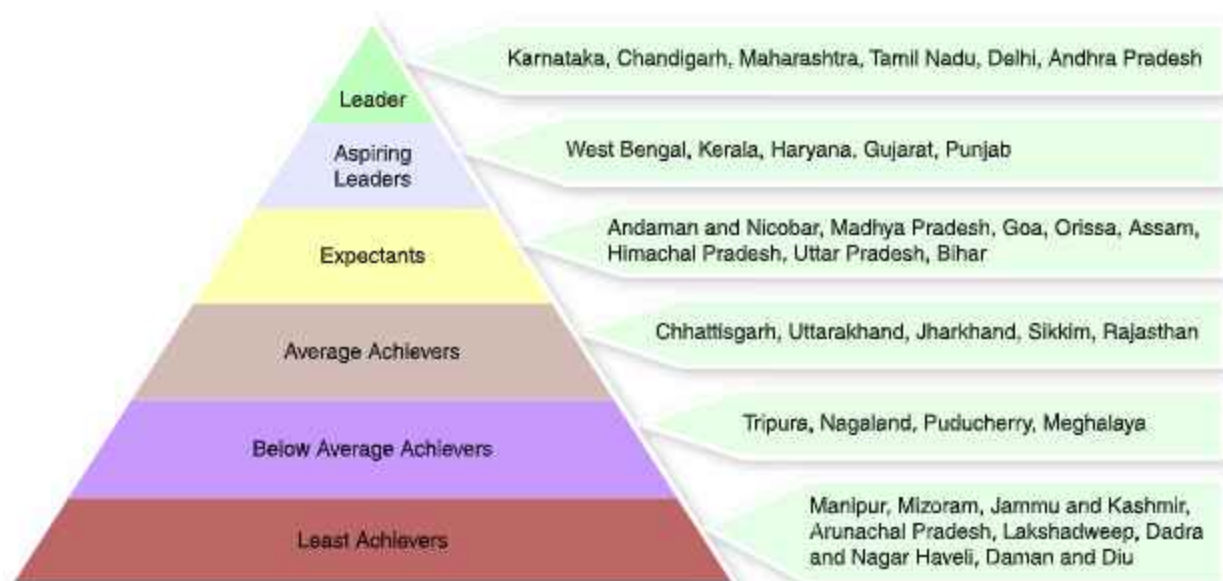 Karnataka, Chandigarh, Maharashtra, Tamil Nadu, Delhi, Andhra Pradesh
Leader
Aspiring
Leaders
West Bengal, Kerala, Haryana, Gujarat, Punjab
Expectants
Andaman and Nicobar, Madhya Pradesh, Goa, Orissa, Assam,
Himachal Pradesh, Uttar Pradesh, Bihar
Average Achievers
Chhattisgarh, Uttarakhand, Jharkhand, Sikkim, Rajasthan
Below Average Achievers
Tripura, Nagaland, Puducherry, Meghalaya
Least Achievers
Manipur, Mizoram, Jammu and Kashmir,
Arunachal Pradesh, Lakshadweep, Dadra
and Nagar Haveli, Daman and Diu